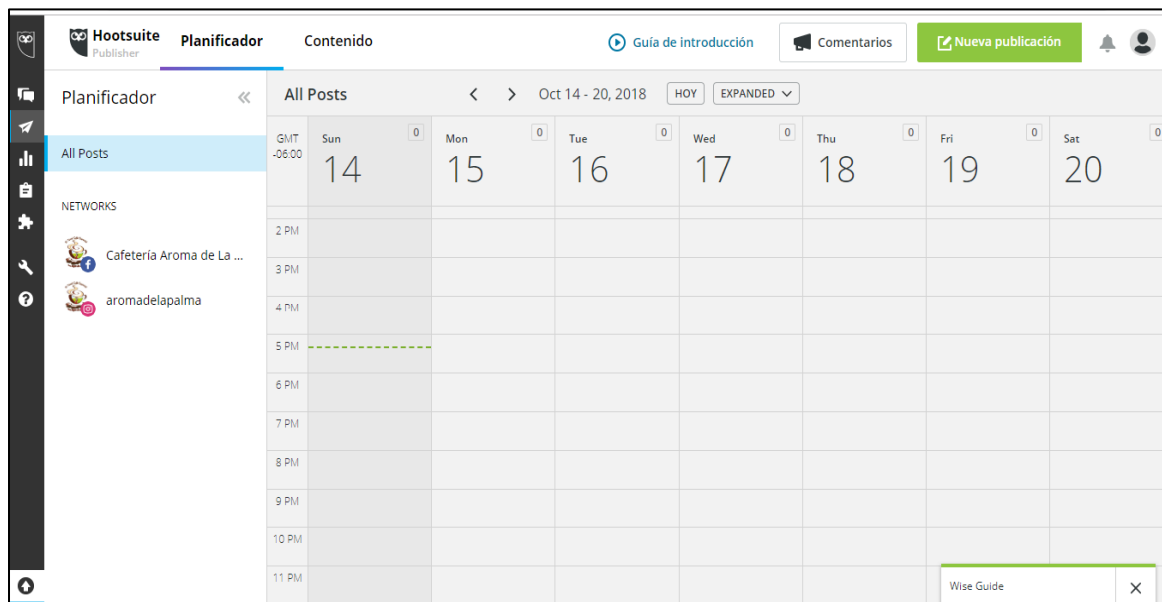 Hootsuite
Publisher
Planificador
Contenido
Guía de introducción
Comentarios
Nueva publicación
Planificador
All Posts
NETWORKS
Cafetería Aroma de La ...
aromadelapalma
All Posts
Oct 14 - 20, 2018
HOY
EXPANDED
GMT
-06:00
Sun 0
14
Mon 0
15
Tue 0
16
Wed 0
17
Thu 0
18
Fri 0
19
Sat 0
20
2 PM
3 PM
4 PM
5 PM
6 PM
7 PM
8 PM
9 PM
10 PM
11 PM
Wise Guide